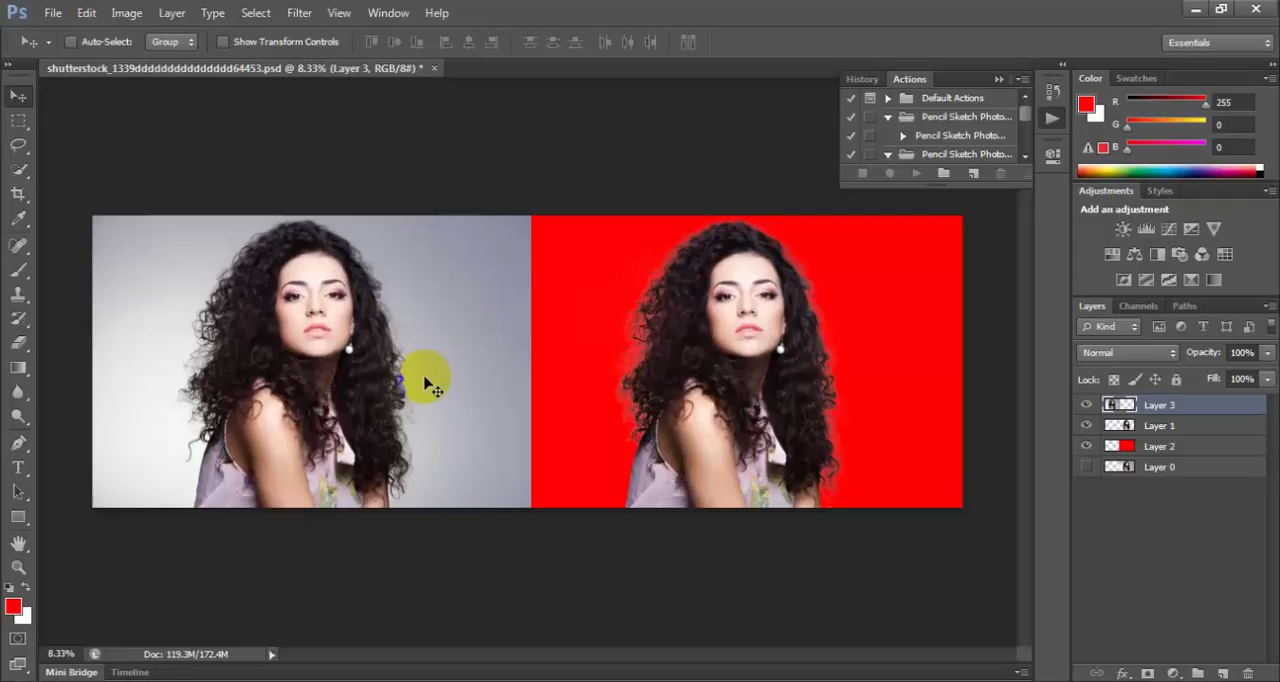 Ps File Edit Image Layer Type Select Filter View Window Help
Auto-Select: Group Show Transform Controls Essentials
shutterstock_1339dddddddddddddddd64453.psd @ 8.33% (Layer 3, RGB/8#) *
History Actions
Default Actions
Pencil Sketch Photo...
Pencil Sketch Photo...
Pencil Sketch Photo...
Color Swatches
R 255
G 0
B 0
Adjustments Styles
Add an adjustment
Layers Channels Paths
Kind
Normal Opacity: 100%
Lock: Fill: 100%
Layer 3
Layer 1
Layer 2
Layer 0
8.33% Doc: 119.3M/172.4M
Mini Bridge Timeline